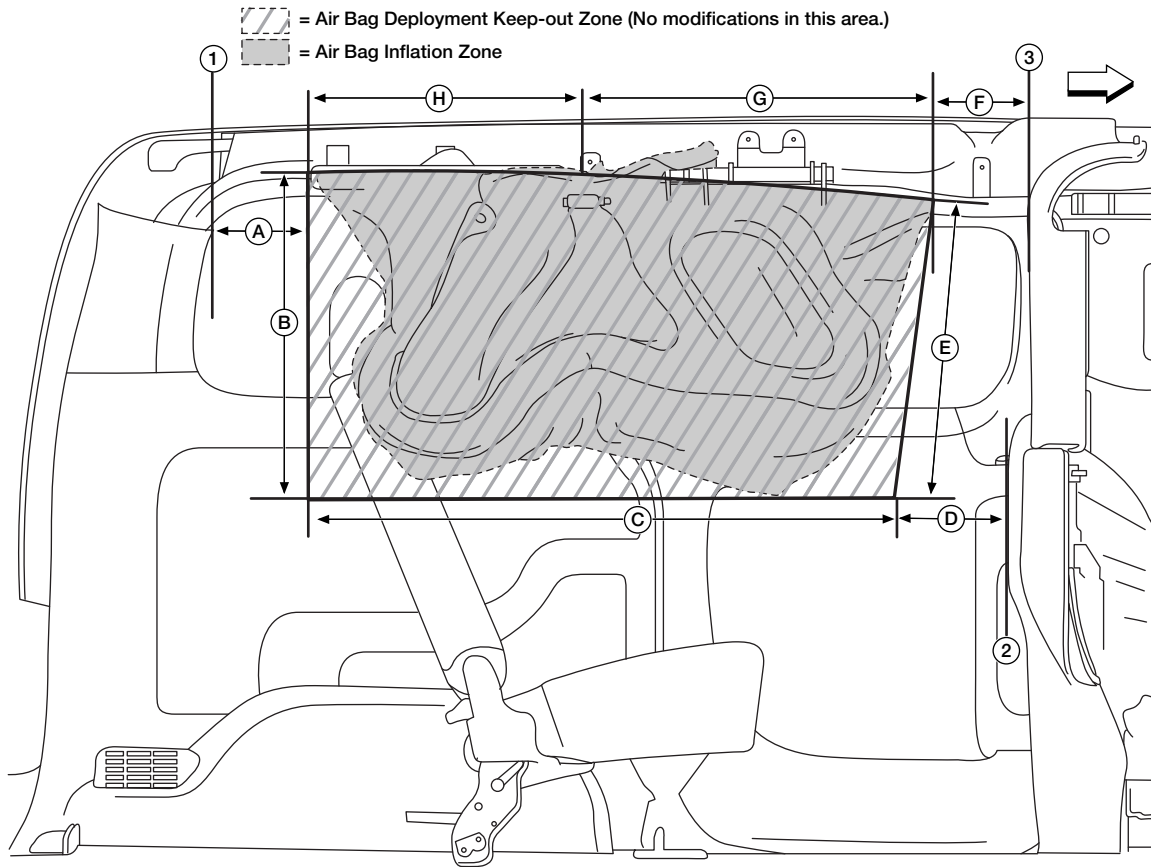 = Air Bag Deployment Keep-out Zone (No modifications in this area.)
= Air Bag Inflation Zone
1
3
H
G
F
A
B
E
C
D
2